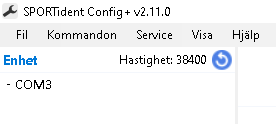 SPORTident Config+ v2.11.0
Fil Kommandon Service Visa Hjälp
Enhet Hastighet: 38400
- COM3